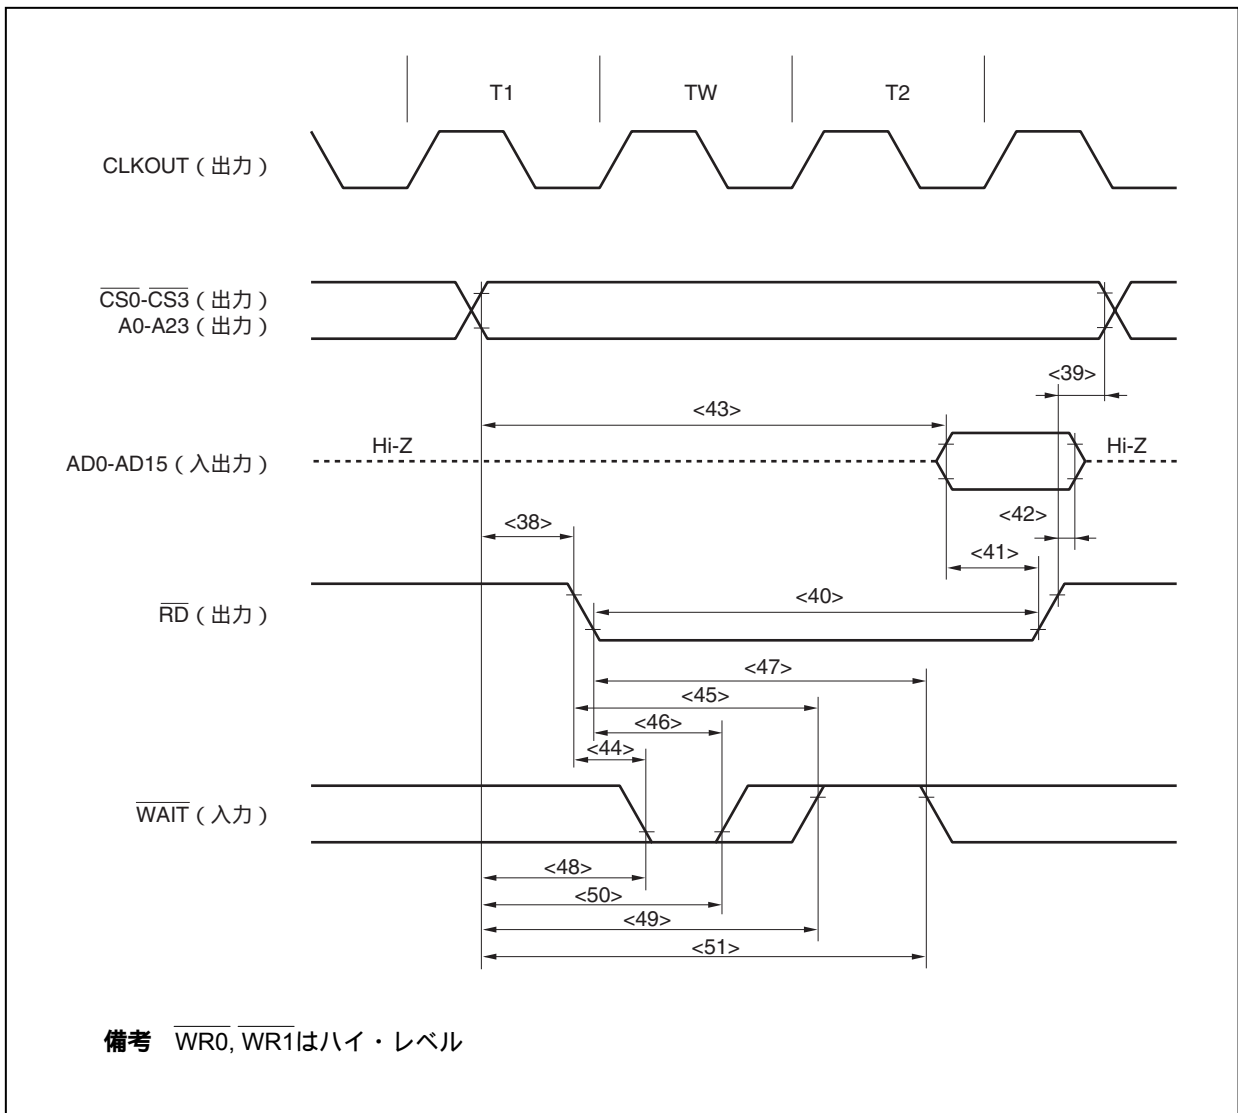 T1 TW T2
CLKOUT（出力）
CS0-CS3（出力）
A0-A23（出力）
<39>
<43>
AD0-AD15（入出力） Hi-Z Hi-Z
<42>
<38>
<41>
<40>
RD（出力）
<47>
<45>
<46>
<44>
WAIT（入力）
<48>
<50>
<49>
<51>
備考 WR0, WR1はハイ・レベル